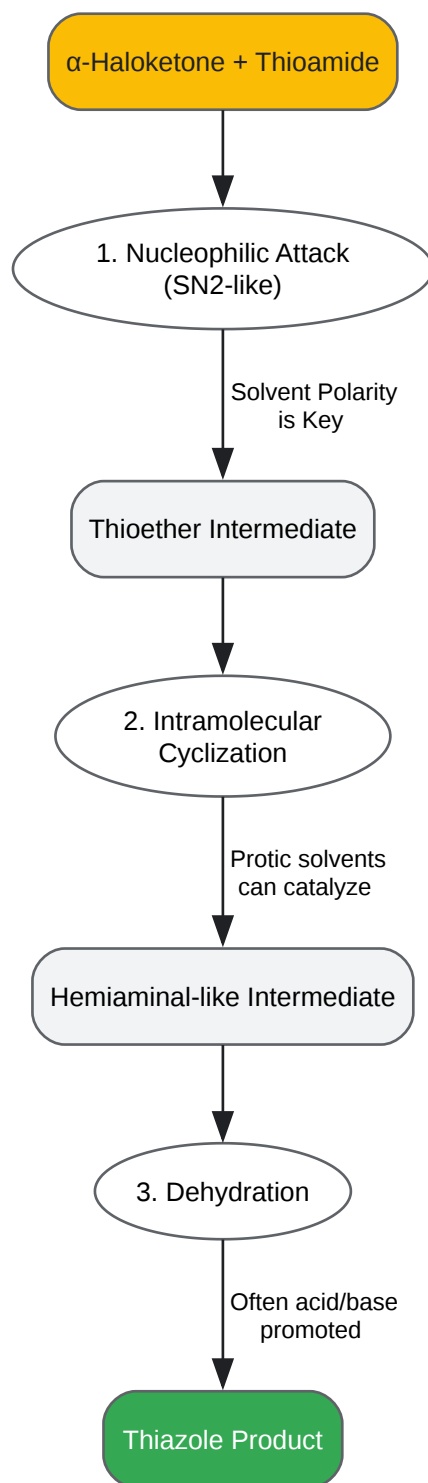 α-Haloketone + Thioamide
1. Nucleophilic Attack
(SN2-like)
Solvent Polarity
is Key
Thioether Intermediate
2. Intramolecular
Cyclization
Protic solvents
can catalyze
Hemiaminal-like Intermediate
3. Dehydration
Often acid/base
promoted
Thiazole Product